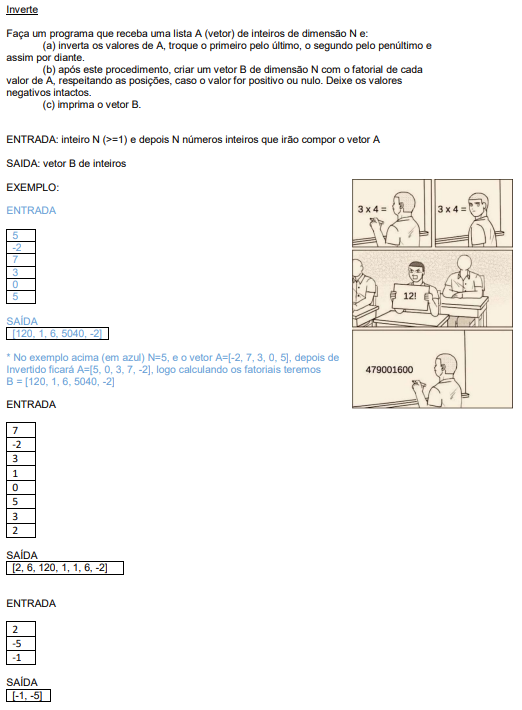 Inverte
Faça um programa que receba uma lista A (vetor) de inteiros de dimensão N e:
(a) inverta os valores de A, troque o primeiro pelo último, o segundo pelo penúltimo e
assim por diante.
(b) após este procedimento, criar um vetor B de dimensão N com o fatorial de cada
valor de A, respeitando as posições, caso o valor for positivo ou nulo. Deixe os valores
negativos intactos.
(c) imprima o vetor B.
ENTRADA: inteiro N (>=1) e depois N números inteiros que irão compor o vetor A
SAIDA: vetor B de inteiros
EXEMPLO:
ENTRADA
5
-2
7
3
0
5
SAÍDA
[120, 1, 6, 5040, -2]
* No exemplo acima (em azul) N=5, e o vetor A=[-2, 7, 3, 0, 5], depois de
Invertido ficará A=[5, 0, 3, 7, -2], logo calculando os fatoriais teremos
B = [120, 1, 6, 5040, -2]
3 x 4 =
3 x 4 =
12!
479001600
ENTRADA
7
-2
3
1
0
5
3
2
SAÍDA
[2, 6, 120, 1, 1, 6, -2]
ENTRADA
2
-5
-1
SAÍDA
[-1, -5]